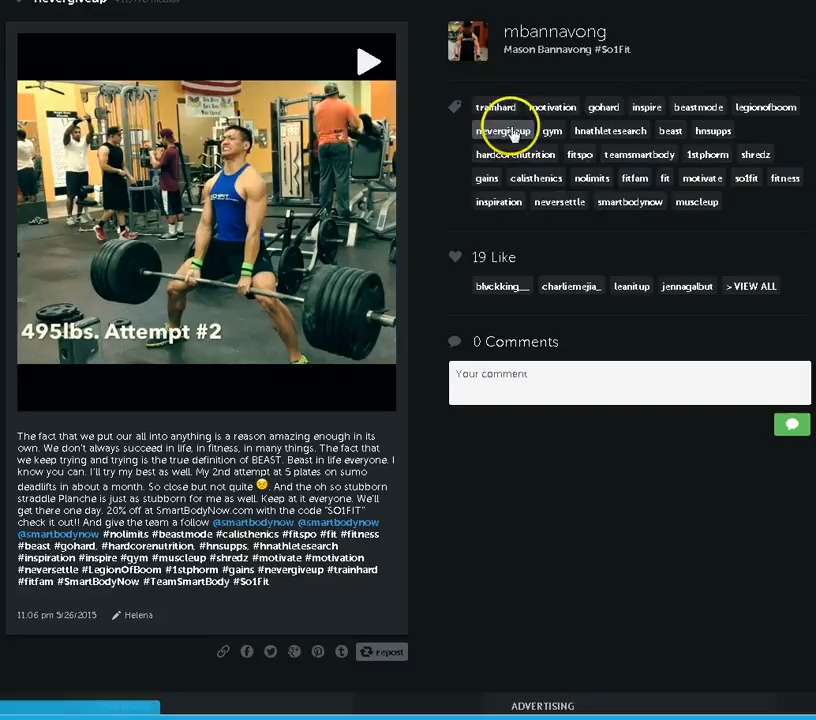 nevergiveup
mbannavong
Mason Bannavong #So1Fit
trainhard motivation gohard inspire beastmode legionofboom
nevergiveup gym hnathletesearch beast hnsupps
hardcorenutrition fitspo teamsmartbody 1stphorm shredz
gains calisthenics nolimits fitfam fit motivate so1fit fitness
inspiration neversettle smartbodynow muscleup
19 Like
blvckking__ charliemejia_ leanitup jennagalbut > VIEW ALL
0 Comments
Your comment
495lbs. Attempt #2
The fact that we put our all into anything is a reason amazing enough in its
own. We don't always succeed in life, in fitness, in many things. The fact that
we keep trying and trying is the true definition of BEAST. Beast in life everyone. I
know you can. I'll try my best as well. My 2nd attempt at 5 plates on sumo
deadlifts in about a month. So close but not quite 😟. And the oh so stubborn
straddle Planche is just as stubborn for me as well. Keep at it everyone. We'll
get there one day. 20% off at SmartBodyNow.com with the code "SO1FIT"
check it out!! And give the team a follow @smartbodynow @smartbodynow
@smartbodynow #nolimits #beastmode #calisthenics #fitspo #fit #fitness
#beast #gohard, #hardcorenutrition, #hnsupps, #hnathletesearch
#inspiration #inspire #gym #muscleup #shredz #motivate #motivation
#neversettle #LegionOfBoom #1stphorm #gains #nevergiveup #trainhard
#fitfam #SmartBodyNow #TeamSmartBody #So1Fit
11:06 pm 5/26/2015 Helena
repost
ADVERTISING